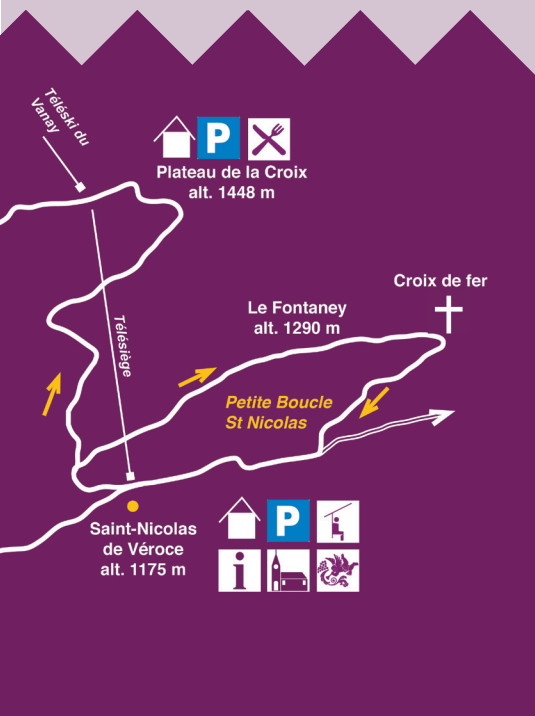 Téléski du
Vanay
P
Plateau de la Croix
alt. 1448 m
Croix de fer
Le Fontaney
alt. 1290 m
Télésiège
Petite Boucle
St Nicolas
Saint-Nicolas
de Véroce
alt. 1175 m
P
i